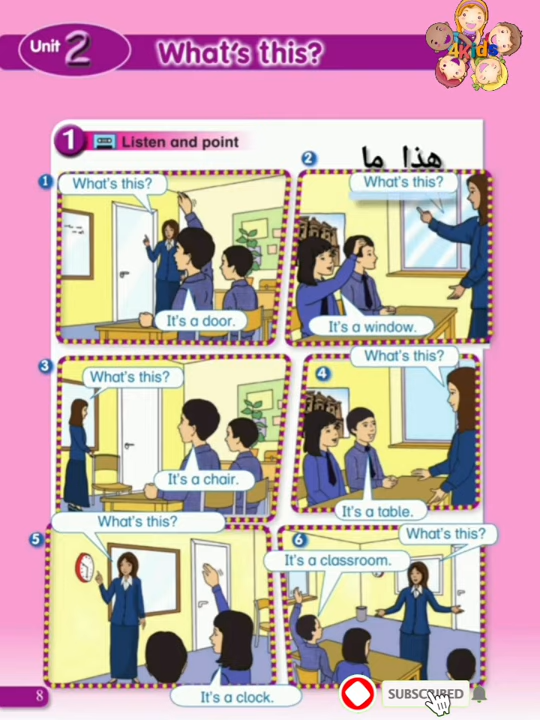 Unit 2 What's this?
4kids
1 Listen and point
ما هذا
1
What's this?
It's a door.
2
What's this?
It's a window.
3
What's this?
It's a chair.
4
What's this?
It's a table.
5
What's this?
It's a clock.
6
What's this?
It's a classroom.
8
SUBSCRIBED